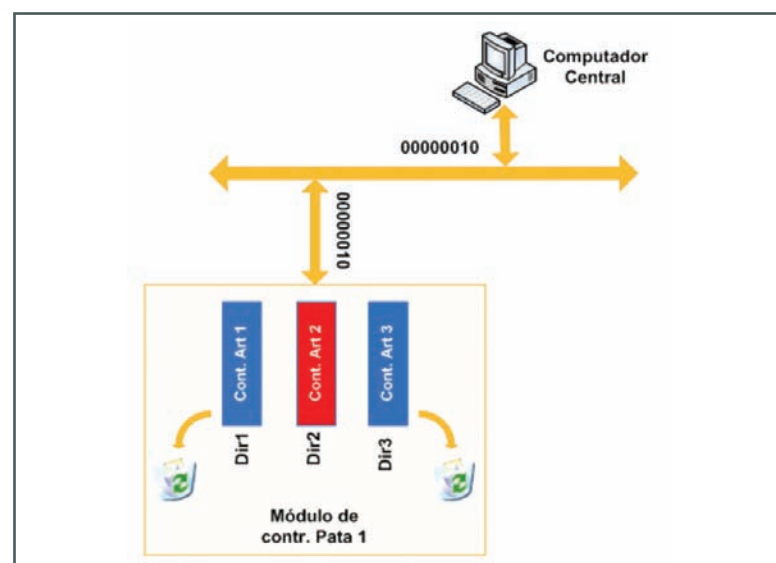 Computador
Central
00000010
00000010
Cont. Art 1
Cont. Art 2
Cont. Art 3
Dir1
Dir2
Dir3
Módulo de
contr. Pata 1